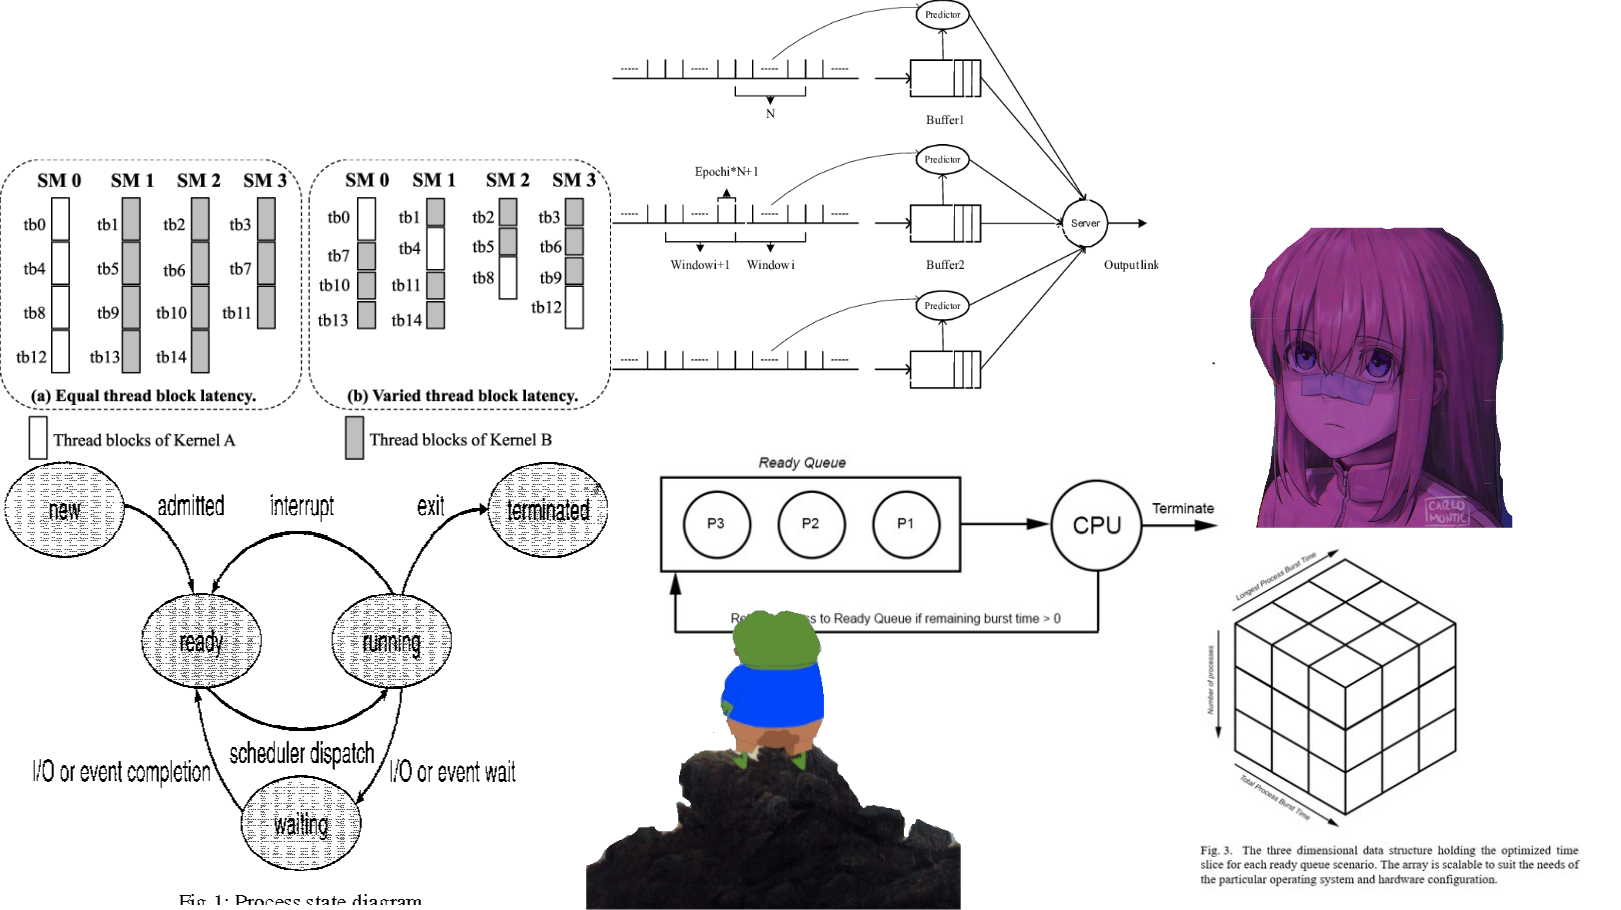 SM 0 SM 1 SM 2 SM 3
tb0 tb1 tb2 tb3
tb4 tb5 tb6 tb7
tb8 tb9 tb10 tb11
tb12 tb13 tb14
(a) Equal thread block latency.
SM 0 SM 1 SM 2 SM 3
tb0 tb1 tb2 tb3
tb7 tb4 tb5 tb6
tb10 tb11 tb8 tb9
tb13 tb14 tb12
(b) Varied thread block latency.
Thread blocks of Kernel A
Thread blocks of Kernel B
Predictor
N
Buffer1
Predictor
Epochi*N+1
Windowi+1
Windowi
Buffer2
Server
Outputlink
Predictor
new
admitted
interrupt
exit
terminated
ready
running
scheduler dispatch
I/O or event completion
I/O or event wait
waiting
Fig 1: Process state diagram
Ready Queue
P3 P2 P1
CPU
Terminate
to Ready Queue if remaining burst time > 0
CARLO
MONTIE
Longest Process Burst Time
Number of processes
Total Process Burst Time
Fig. 3. The three dimensional data structure holding the optimized time
slice for each ready queue scenario. The array is scalable to suit the needs of
the particular operating system and hardware configuration.